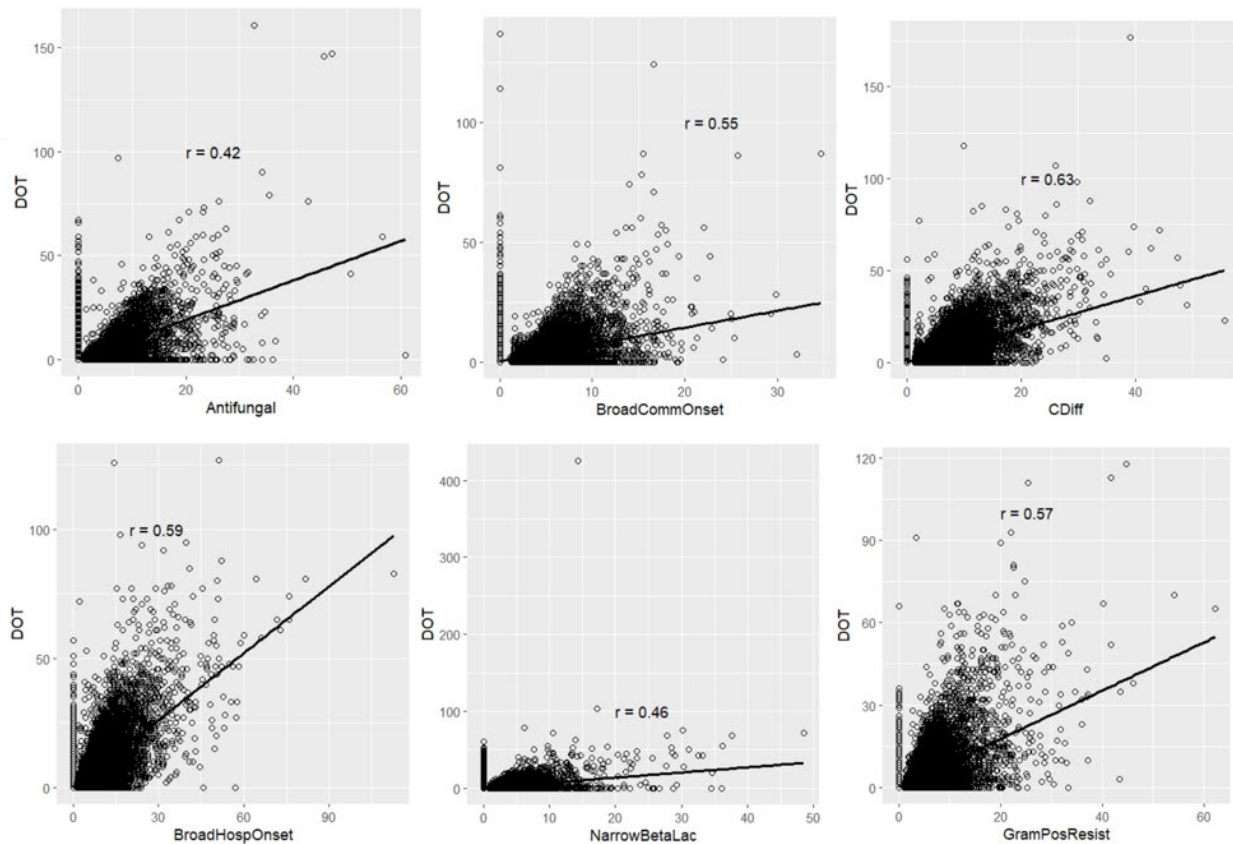 150
100
50
0
DOT
r = 0.42
0 20 40 60
Antifungal
100
50
0
DOT
r = 0.55
0 10 20 30
BroadCommOnset
150
100
50
0
DOT
r = 0.63
0 20 40
CDiff
100
50
0
DOT
r = 0.59
0 30 60 90
BroadHospOnset
400
300
200
100
0
DOT
r = 0.46
0 10 20 30 40 50
NarrowBetaLac
120
90
60
30
0
DOT
r = 0.57
0 20 40 60
GramPosResist